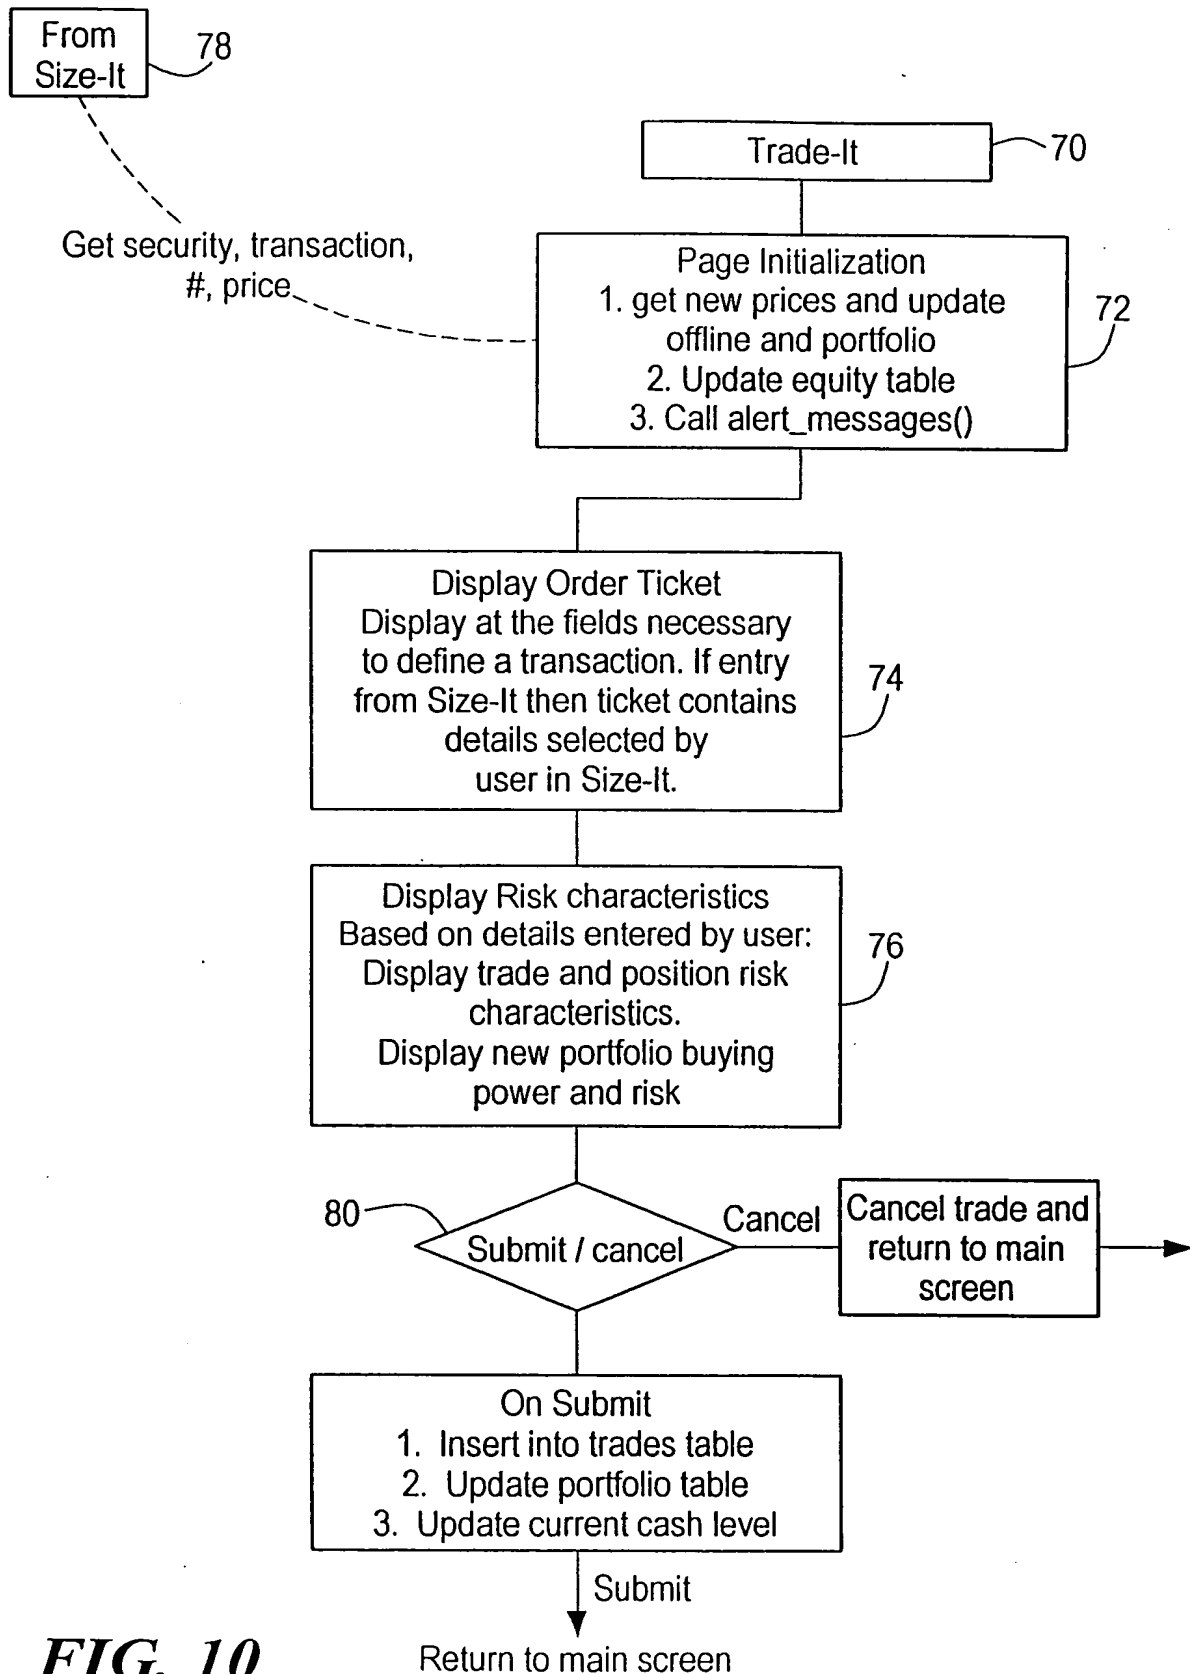 From
Size-It
78
Trade-It
70
Get security, transaction,
#, price
Page Initialization
1. get new prices and update
offline and portfolio
2. Update equity table
3. Call alert_messages()
72
Display Order Ticket
Display at the fields necessary
to define a transaction. If entry
from Size-It then ticket contains
details selected by
user in Size-It.
74
Display Risk characteristics
Based on details entered by user:
Display trade and position risk
characteristics.
Display new portfolio buying
power and risk
76
80
Submit / cancel
Cancel
Cancel trade and
return to main
screen
On Submit
1. Insert into trades table
2. Update portfolio table
3. Update current cash level
Submit
Return to main screen
FIG. 10